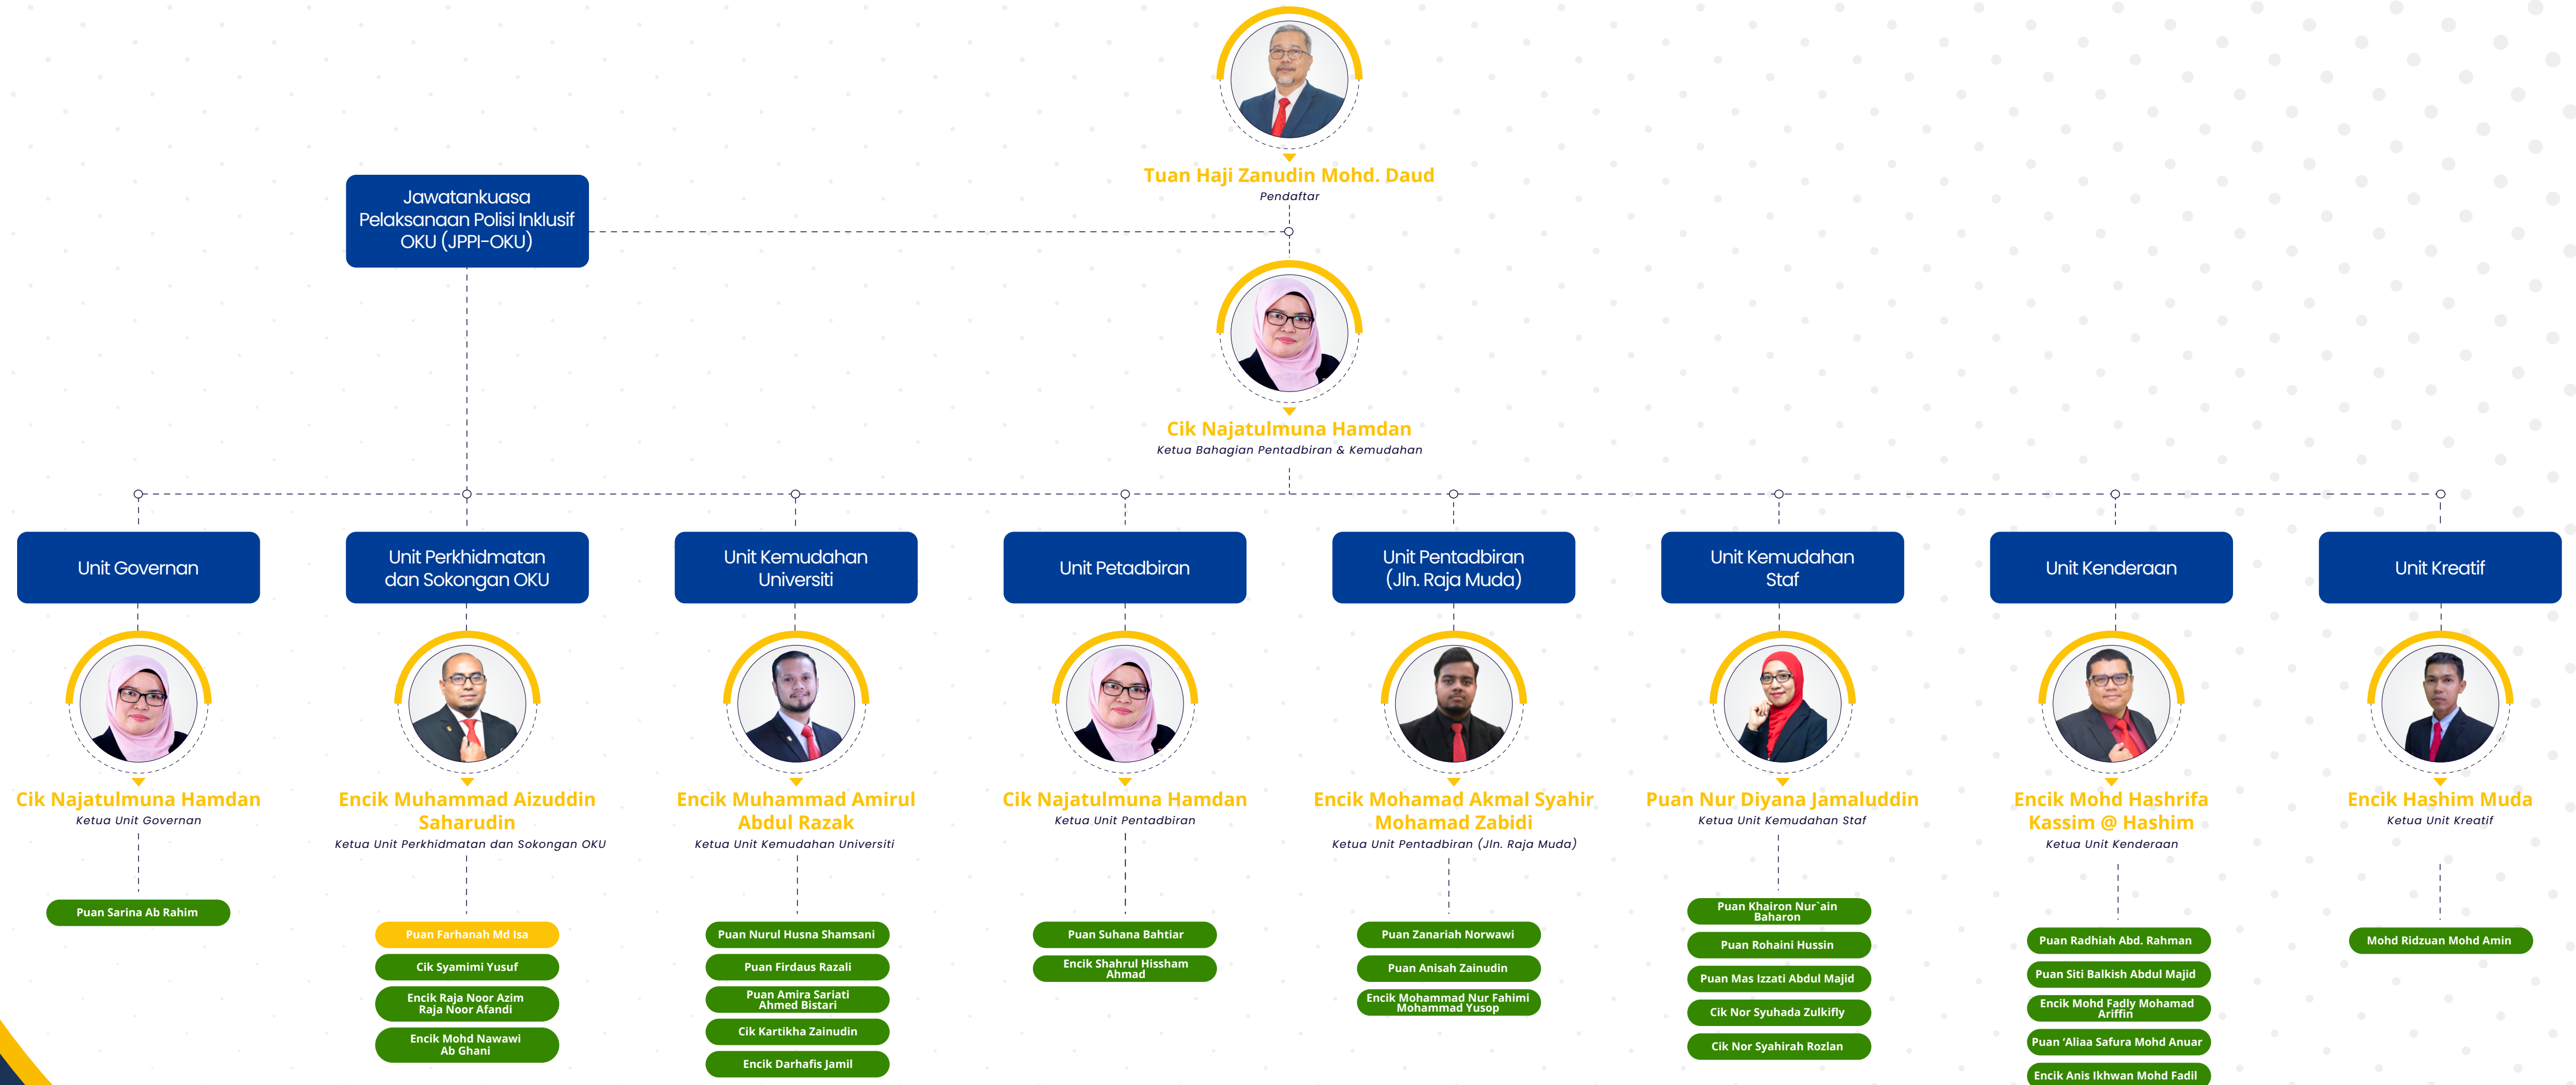 Tuan Haji Zanudin Mohd. Daud
Pendaftar
Jawatankuasa
Pelaksanaan Polisi Inklusif
OKU (JPPI-OKU)
Cik Najatulmuna Hamdan
Ketua Bahagian Pentadbiran & Kemudahan
Unit Governan
Cik Najatulmuna Hamdan
Ketua Unit Governan
Puan Sarina Ab Rahim
Unit Perkhidmatan
dan Sokongan OKU
Encik Muhammad Aizuddin
Saharudin
Ketua Unit Perkhidmatan dan Sokongan OKU
Puan Farhanah Md Isa
Cik Syamimi Yusuf
Encik Raja Noor Azim
Raja Noor Afandi
Encik Mohd Nawawi
Ab Ghani
Unit Kemudahan
Universiti
Encik Muhammad Amirul
Abdul Razak
Ketua Unit Kemudahan Universiti
Puan Nurul Husna Shamsani
Puan Firdaus Razali
Puan Amira Sariati
Ahmed Bistari
Cik Kartikha Zainudin
Encik Darhafis Jamil
Unit Petadbiran
Cik Najatulmuna Hamdan
Ketua Unit Pentadbiran
Puan Suhana Bahtiar
Encik Shahrul Hissham
Ahmad
Unit Pentadbiran
(Jln. Raja Muda)
Encik Mohamad Akmal Syahir
Mohamad Zabidi
Ketua Unit Pentadbiran (Jln. Raja Muda)
Puan Zanariah Norwawi
Puan Anisah Zainudin
Encik Mohammad Nur Fahimi
Mohammad Yusop
Unit Kemudahan
Staf
Puan Nur Diyana Jamaluddin
Ketua Unit Kemudahan Staf
Puan Khairon Nur`ain
Baharon
Puan Rohaini Hussin
Puan Mas Izzati Abdul Majid
Cik Nor Syuhada Zulkifly
Cik Nor Syahirah Rozlan
Unit Kenderaan
Encik Mohd Hashrifa
Kassim @ Hashim
Ketua Unit Kenderaan
Puan Radhiah Abd. Rahman
Puan Siti Balkish Abdul Majid
Encik Mohd Fadly Mohamad
Ariffin
Puan ‘Aliaa Safura Mohd Anuar
Encik Anis Ikhwan Mohd Fadil
Unit Kreatif
Encik Hashim Muda
Ketua Unit Kreatif
Mohd Ridzuan Mohd Amin